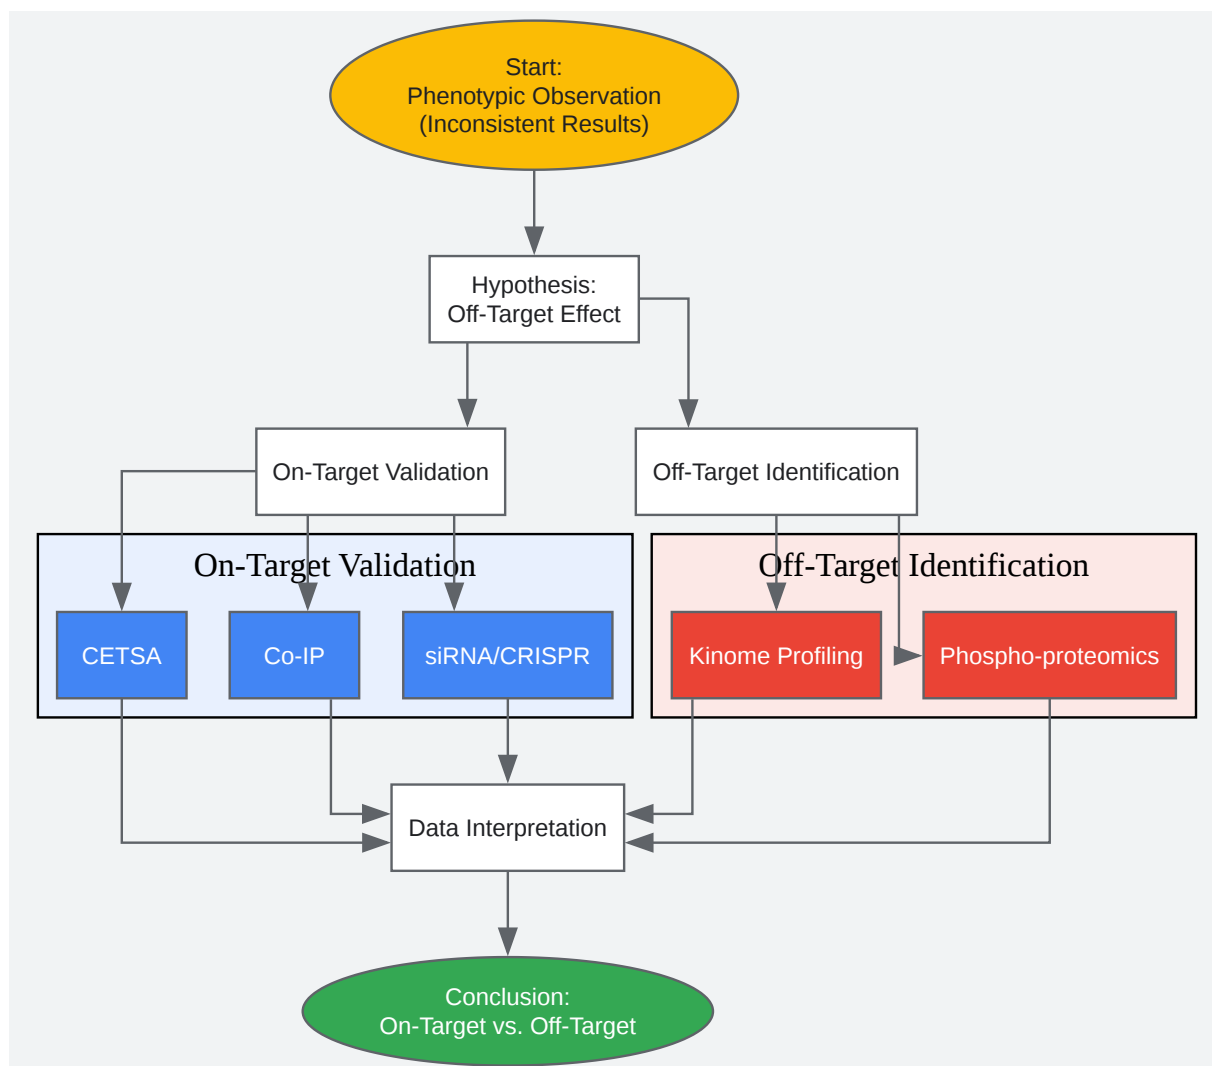 Start:
Phenotypic Observation
(Inconsistent Results)
Hypothesis:
Off-Target Effect
On-Target Validation
Off-Target Identification
On-Target Validation
Off-Target Identification
CETSA
Co-IP
siRNA/CRISPR
Kinome Profiling
Phospho-proteomics
Data Interpretation
Conclusion:
On-Target vs. Off-Target